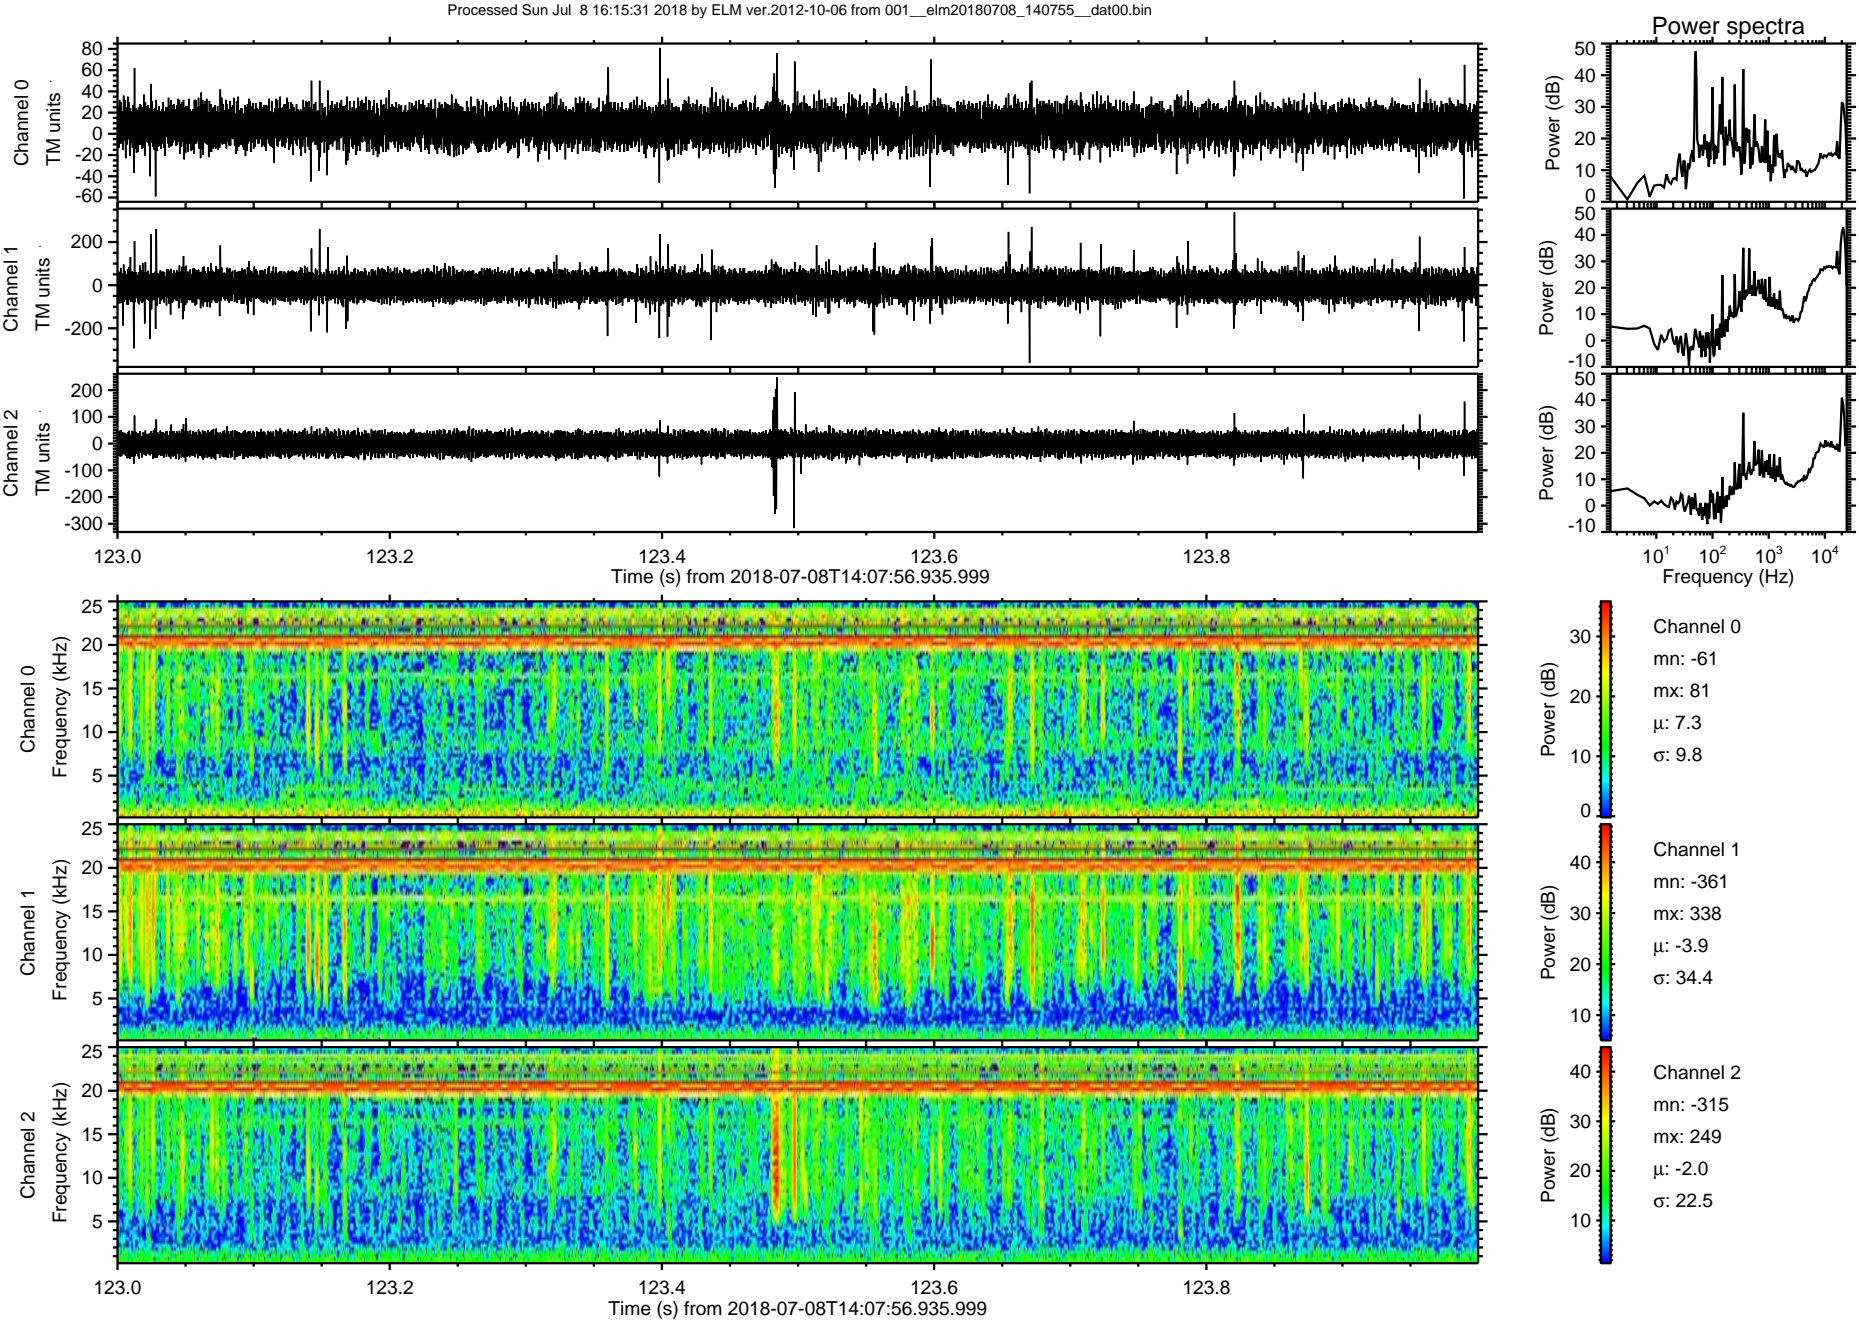 Processed Sun Jul  8 16:15:31 2018 by ELM ver.2012-10-06 from 001__elm20180708_140755__dat00.bin
Power spectra
Channel 0
TM units
80
60
40
20
0
-20
-40
-60
Power (dB)
50
40
30
20
10
0
Channel 1
TM units
200
0
-200
Power (dB)
50
40
30
20
10
0
-10
Channel 2
TM units
200
100
0
-100
-200
-300
Power (dB)
50
40
30
20
10
0
-10
123.0 123.2 123.4 123.6 123.8
Time (s) from 2018-07-08T14:07:56.935.999
10^1 10^2 10^3 10^4
Frequency (Hz)
Channel 0
Frequency (kHz)
25
20
15
10
5
Power (dB)
30
20
10
0
Channel 0
mn: -61
mx: 81
μ: 7.3
σ: 9.8
Channel 1
Frequency (kHz)
25
20
15
10
5
Power (dB)
40
30
20
10
Channel 1
mn: -361
mx: 338
μ: -3.9
σ: 34.4
Channel 2
Frequency (kHz)
25
20
15
10
5
Power (dB)
40
30
20
10
Channel 2
mn: -315
mx: 249
μ: -2.0
σ: 22.5
123.0 123.2 123.4 123.6 123.8
Time (s) from 2018-07-08T14:07:56.935.999